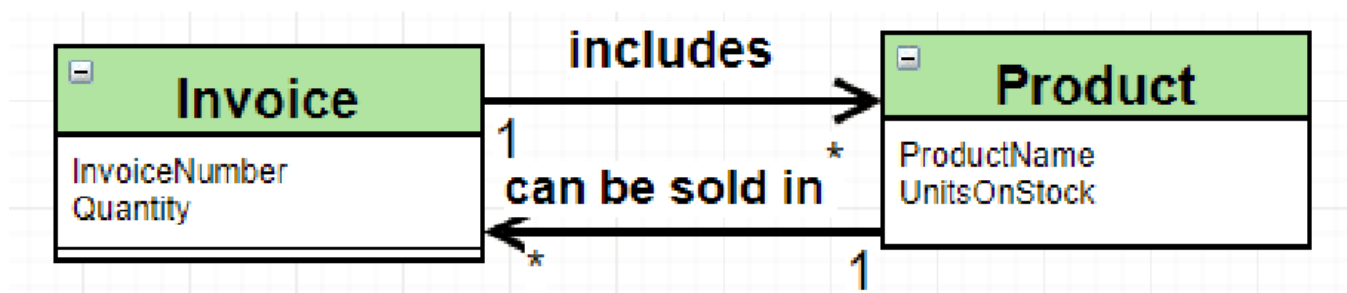 includes
Invoice
Product
InvoiceNumber
Quantity
1
*
can be sold in
ProductName
UnitsOnStock
*
1